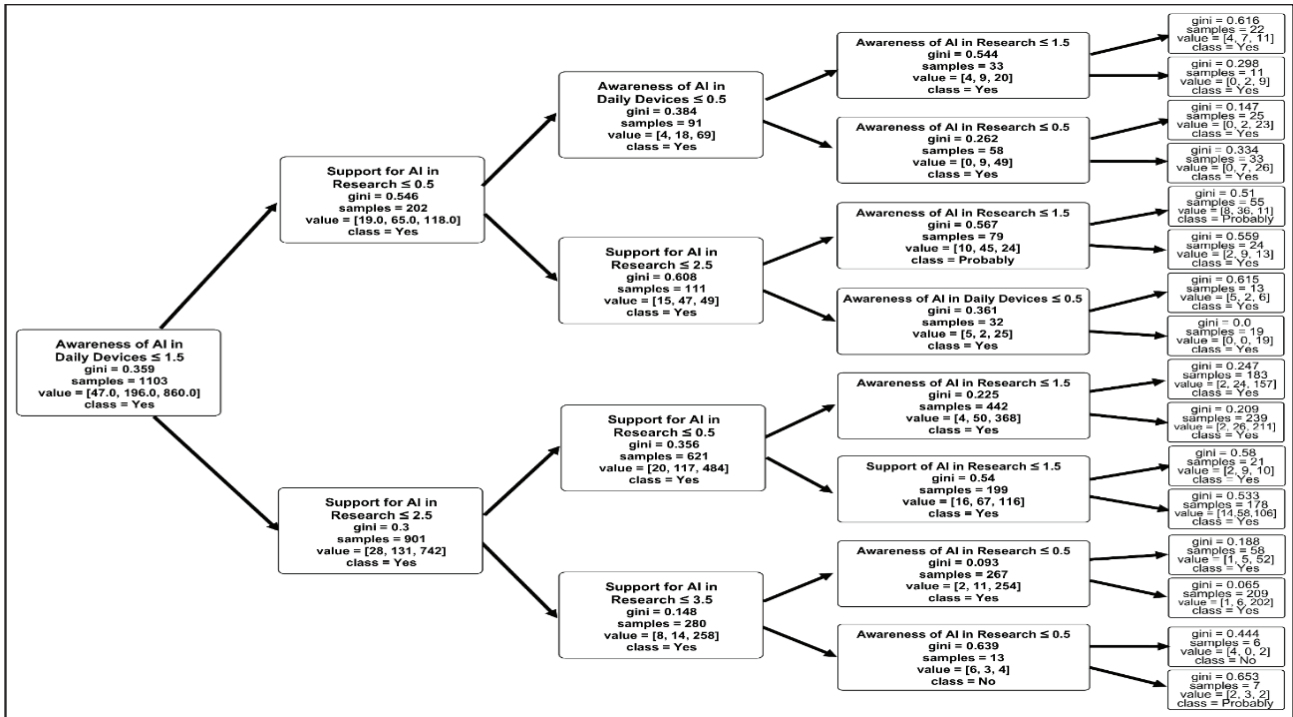 Awareness of AI in
Daily Devices ≤ 1.5
gini = 0.359
samples = 1103
value = [47.0, 196.0, 860.0]
class = Yes
Support for AI in
Research ≤ 0.5
gini = 0.546
samples = 202
value = [19.0, 65.0, 118.0]
class = Yes
Support for AI in
Research ≤ 2.5
gini = 0.3
samples = 901
value = [28, 131, 742]
class = Yes
Awareness of AI in
Daily Devices ≤ 0.5
gini = 0.384
samples = 91
value = [4, 18, 69]
class = Yes
Support for AI in
Research ≤ 2.5
gini = 0.608
samples = 111
value = [15, 47, 49]
class = Yes
Support for AI in
Research ≤ 0.5
gini = 0.356
samples = 621
value = [20, 117, 484]
class = Yes
Support for AI in
Research ≤ 3.5
gini = 0.148
samples = 280
value = [8, 14, 258]
class = Yes
Awareness of AI in Research ≤ 1.5
gini = 0.544
samples = 33
value = [4, 9, 20]
class = Yes
Awareness of AI in Research ≤ 0.5
gini = 0.262
samples = 58
value = [0, 9, 49]
class = Yes
Awareness of AI in Research ≤ 1.5
gini = 0.567
samples = 79
value = [10, 45, 24]
class = Probably
Awareness of AI in Daily Devices ≤ 0.5
gini = 0.361
samples = 32
value = [5, 2, 25]
class = Yes
Awareness of AI in Research ≤ 1.5
gini = 0.225
samples = 442
value = [4, 50, 368]
class = Yes
Support of AI in Research ≤ 1.5
gini = 0.54
samples = 199
value = [16, 67, 116]
class = Yes
Awareness of AI in Research ≤ 0.5
gini = 0.093
samples = 267
value = [2, 11, 254]
class = Yes
Awareness of AI in Research ≤ 0.5
gini = 0.639
samples = 13
value = [6, 3, 4]
class = No
gini = 0.616
samples = 22
value = [4, 7, 11]
class = Yes
gini = 0.298
samples = 11
value = [0, 2, 9]
class = Yes
gini = 0.147
samples = 25
value = [0, 2, 23]
class = Yes
gini = 0.334
samples = 33
value = [0, 7, 26]
class = Yes
gini = 0.51
samples = 55
value = [8, 36, 11]
class = Probably
gini = 0.559
samples = 24
value = [2, 9, 13]
class = Yes
gini = 0.615
samples = 13
value = [5, 2, 6]
class = Yes
gini = 0.0
samples = 19
value = [0, 0, 19]
class = Yes
gini = 0.247
samples = 183
value = [2, 24, 157]
class = Yes
gini = 0.209
samples = 239
value = [2, 26, 211]
class = Yes
gini = 0.58
samples = 21
value = [2, 9, 10]
class = Yes
gini = 0.533
samples = 178
value = [14,58,106]
class = Yes
gini = 0.188
samples = 58
value = [1, 5, 52]
class = Yes
gini = 0.065
samples = 209
value = [1, 6, 202]
class = Yes
gini = 0.444
samples = 6
value = [4, 0, 2]
class = No
gini = 0.653
samples = 7
value = [2, 3, 2]
class = Probably